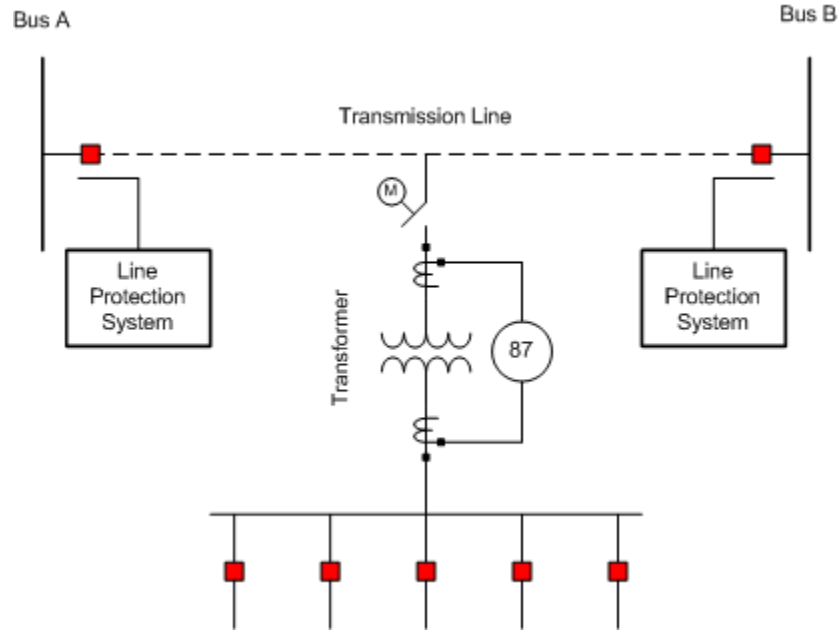 Bus A
Bus B
Transmission Line
M
Line
Protection
System
Line
Protection
System
Transformer
87